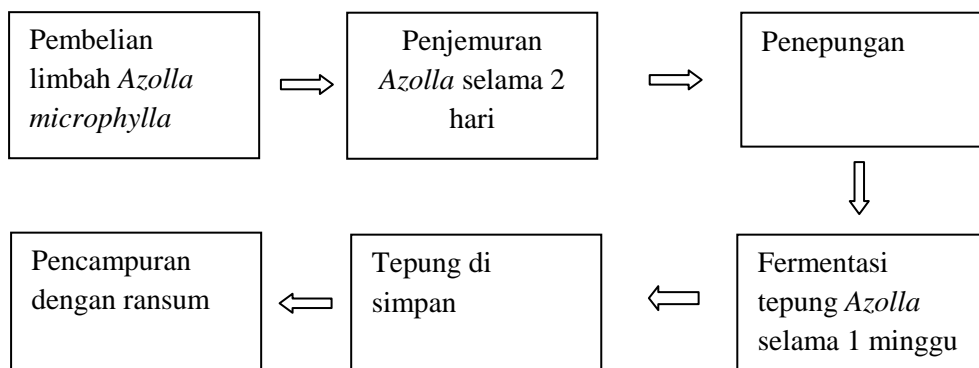 Pembelian
limbah Azolla
microphylla
Penjemuran
Azolla selama 2
hari
Penepungan
Fermentasi
tepung Azolla
selama 1 minggu
Tepung di
simpan
Pencampuran
dengan ransum